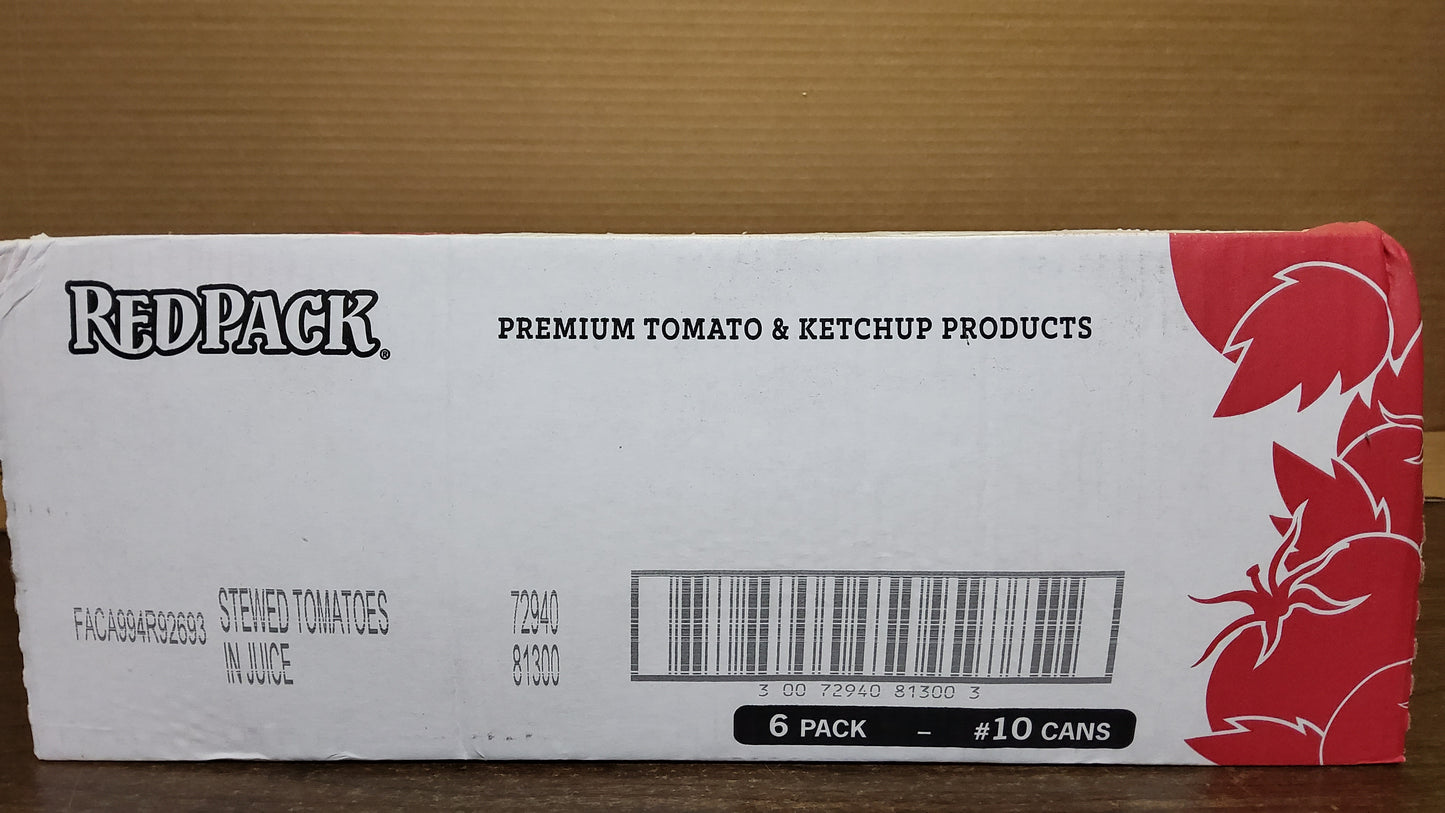 REDPACK®
PREMIUM TOMATO & KETCHUP PRODUCTS
FACA994R92693
STEWED TOMATOES
IN JUICE
72940
81300
3 00 72940 81300 3
6 PACK – #10 CANS